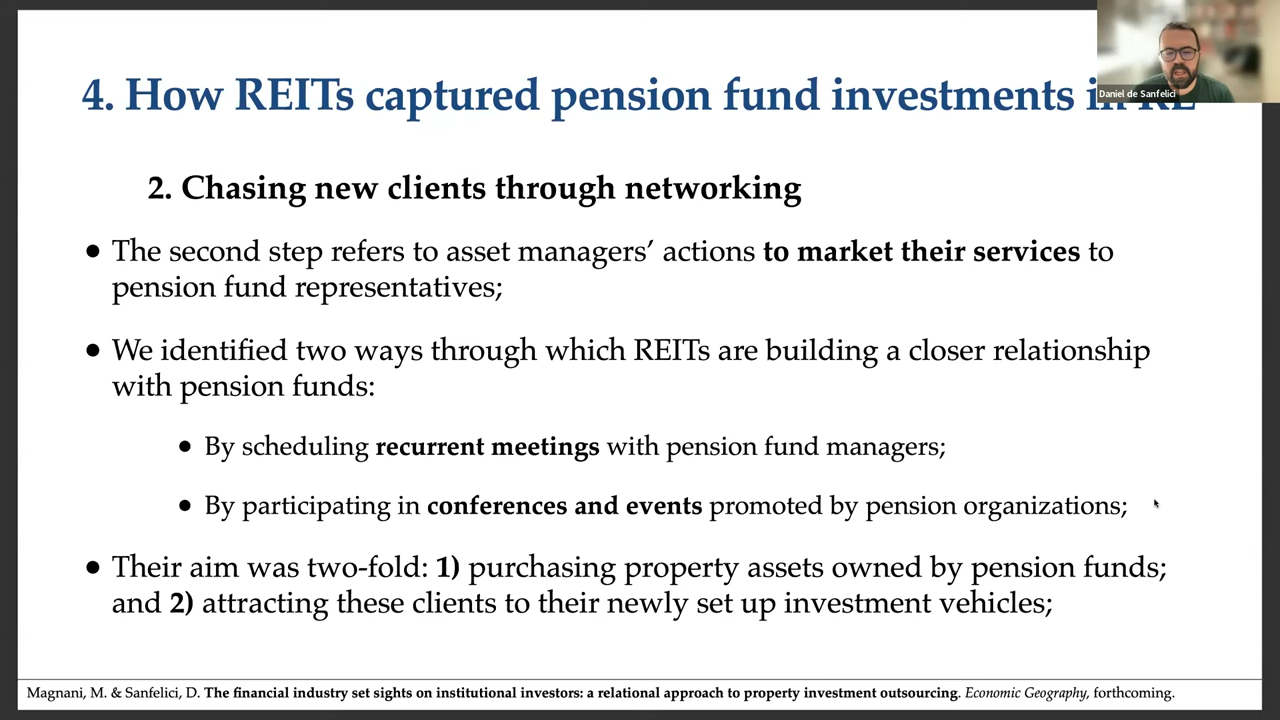 4. How REITs captured pension fund investments in RE
Daniel de Sanfelici
2. Chasing new clients through networking
● The second step refers to asset managers’ actions to market their services to
pension fund representatives;
● We identified two ways through which REITs are building a closer relationship
with pension funds:
● By scheduling recurrent meetings with pension fund managers;
● By participating in conferences and events promoted by pension organizations;
● Their aim was two-fold: 1) purchasing property assets owned by pension funds;
and 2) attracting these clients to their newly set up investment vehicles;
Magnani, M. & Sanfelici, D. The financial industry set sights on institutional investors: a relational approach to property investment outsourcing. Economic Geography, forthcoming.